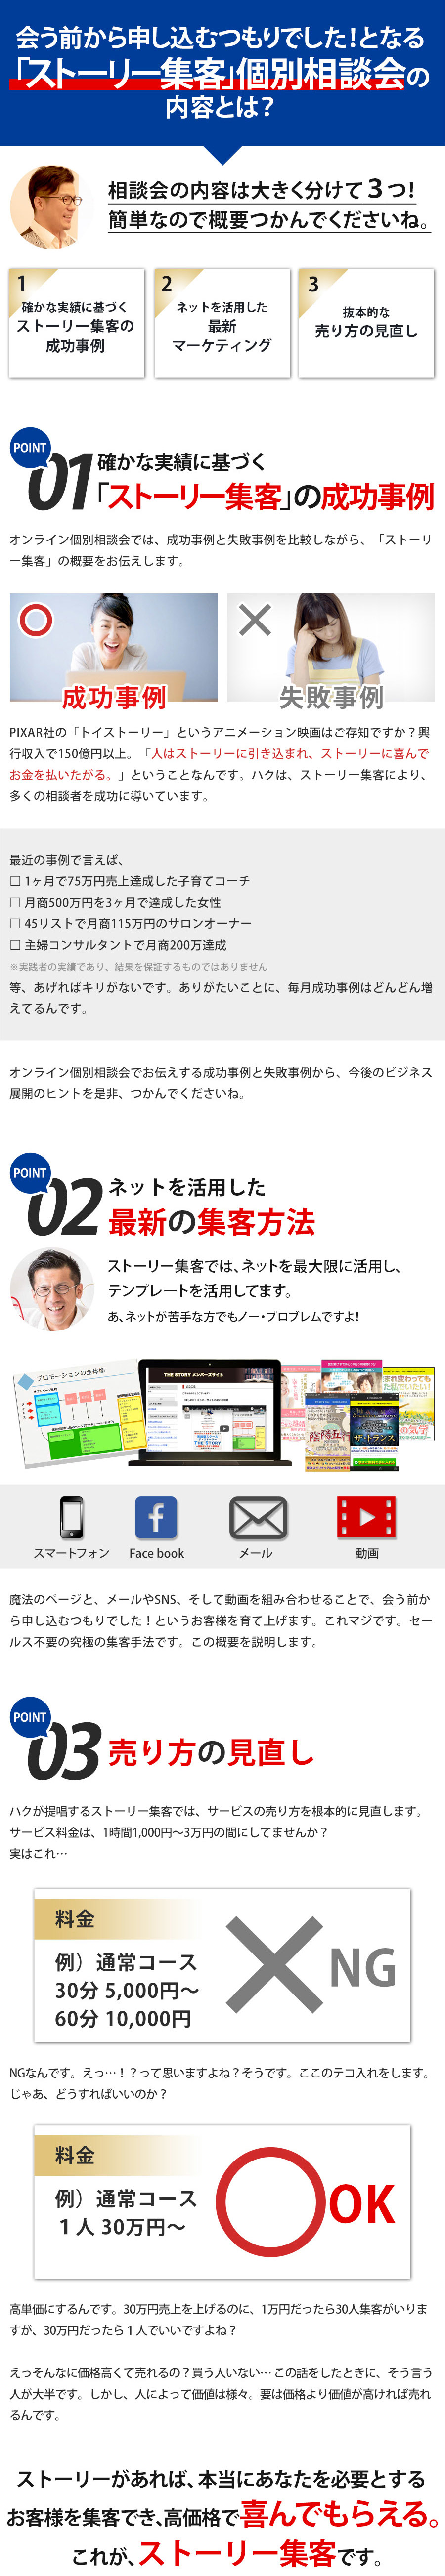 会う前から申し込むつもりでした!となる
「ストーリー集客」個別相談会の
内容とは?
相談会の内容は大きく分けて3つ!
簡単なので概要つかんでくださいね。
1
確かな実績に基づく
ストーリー集客の
成功事例
2
ネットを活用した
最新
マーケティング
3
抜本的な
売り方の見直し
POINT
01
確かな実績に基づく
「ストーリー集客」の成功事例
オンライン個別相談会では、成功事例と失敗事例を比較しながら、「ストーリ
ー集客」の概要をお伝えします。
成功事例
失敗事例
PIXAR社の「トイストーリー」というアニメーション映画はご存知ですか？興
行収入で150億円以上。「人はストーリーに引き込まれ、ストーリーに喜んで
お金を払いたがる。」ということなんです。ハクは、ストーリー集客により、
多くの相談者を成功に導いています。
最近の事例で言えば、
□ 1ヶ月で75万円売上達成した子育てコーチ
□ 月商500万円を3ヶ月で達成した女性
□ 45リストで月商115万円のサロンオーナー
□ 主婦コンサルタントで月商200万達成
※実践者の実績であり、結果を保証するものではありません
等、あげればキリがないです。ありがたいことに、毎月成功事例はどんどん増
えてるんです。
オンライン個別相談会でお伝えする成功事例と失敗事例から、今後のビジネス
展開のヒントを是非、つかんでくださいね。
POINT
02
ネットを活用した
最新の集客方法
ストーリー集客では、ネットを最大限に活用し、
テンプレートを活用してます。
あ、ネットが苦手な方でもノー・プロブレムですよ!
プロモーションの全体像
THE STORY メンバーズサイト
陰陽五行
ザ・トランス
スマートフォン
Face book
メール
動画
魔法のページと、メールやSNS、そして動画を組み合わせることで、会う前か
ら申し込むつもりでした！というお客様を育て上げます。これマジです。セー
ルス不要の究極の集客手法です。この概要を説明します。
POINT
03
売り方の見直し
ハクが提唱するストーリー集客では、サービスの売り方を根本的に見直します。
サービス料金は、1時間1,000円～3万円の間にしてませんか？
実はこれ…
料金
例）通常コース
30分 5,000円～
60分 10,000円
NG
NGなんです。えっ…！？って思いますよね？そうです。ここのテコ入れをします。
じゃあ、どうすればいいのか？
料金
例）通常コース
１人 30万円～
OK
高単価にするんです。30万円売上を上げるのに、1万円だったら30人集客がいりま
すが、30万円だったら１人でいいですよね？
えっそんなに価格高くて売れるの？買う人いない… この話をしたときに、そう言う
人が大半です。しかし、人によって価値は様々。要は価格より価値が高ければ売れ
るんです。
ストーリーがあれば、本当にあなたを必要とする
お客様を集客でき、高価格で喜んでもらえる。
これが、ストーリー集客です。